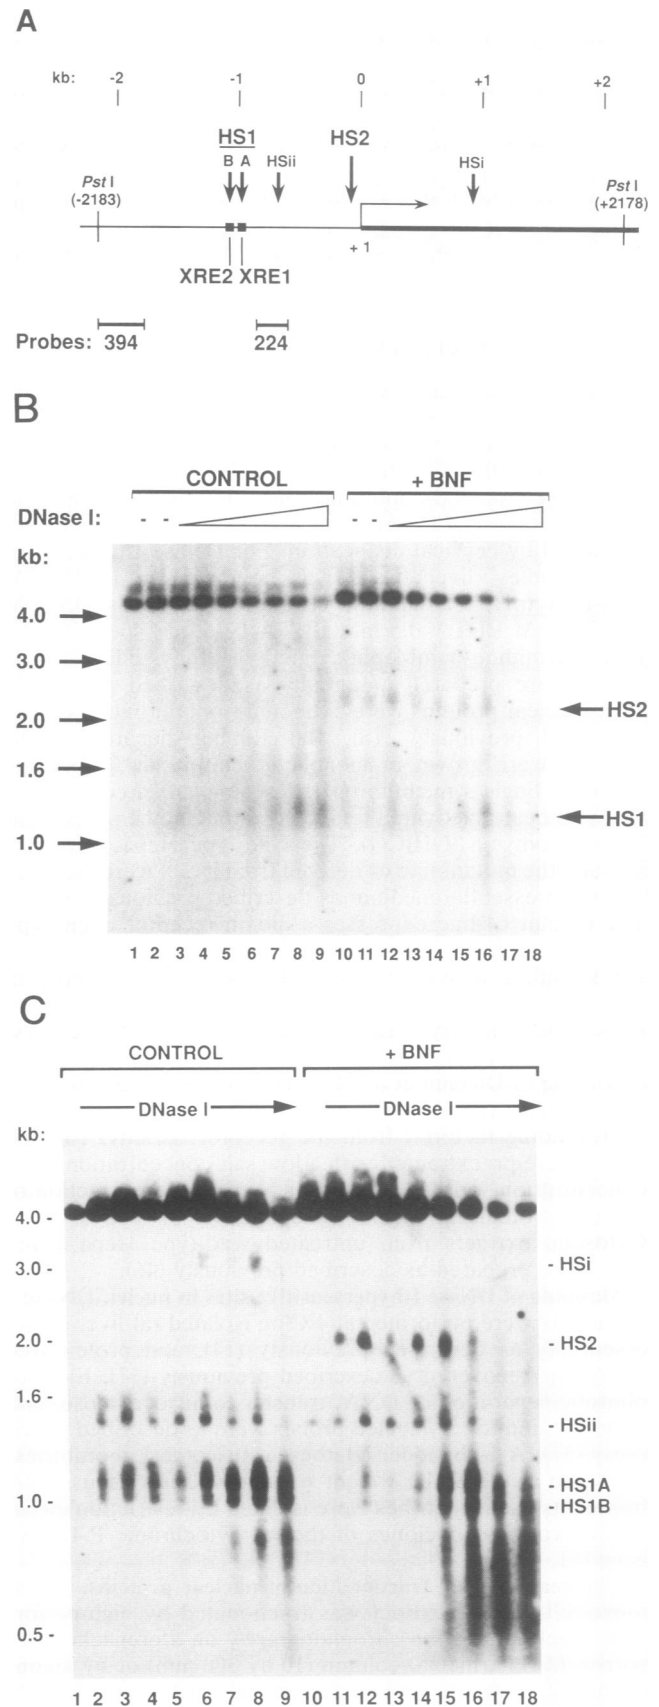 A
kb: -2 -1 0 +1 +2
HS1 HS2
B A HSii HSi
Pst I Pst I
(-2183) (+2178)
+ 1
XRE2 XRE1
Probes: 394 224
B
CONTROL + BNF
DNase I: - - - -
kb:
4.0
3.0
2.0 HS2
1.6
HS1
1.0
1 2 3 4 5 6 7 8 9 10 11 12 13 14 15 16 17 18
C
CONTROL + BNF
DNase I DNase I
kb:
4.0 -
3.0 - - HSi
2.0 - - HS2
1.6 -
- HSii
- HS1A
1.0 - - HS1B
0.5 -
1 2 3 4 5 6 7 8 9 10 11 12 13 14 15 16 17 18